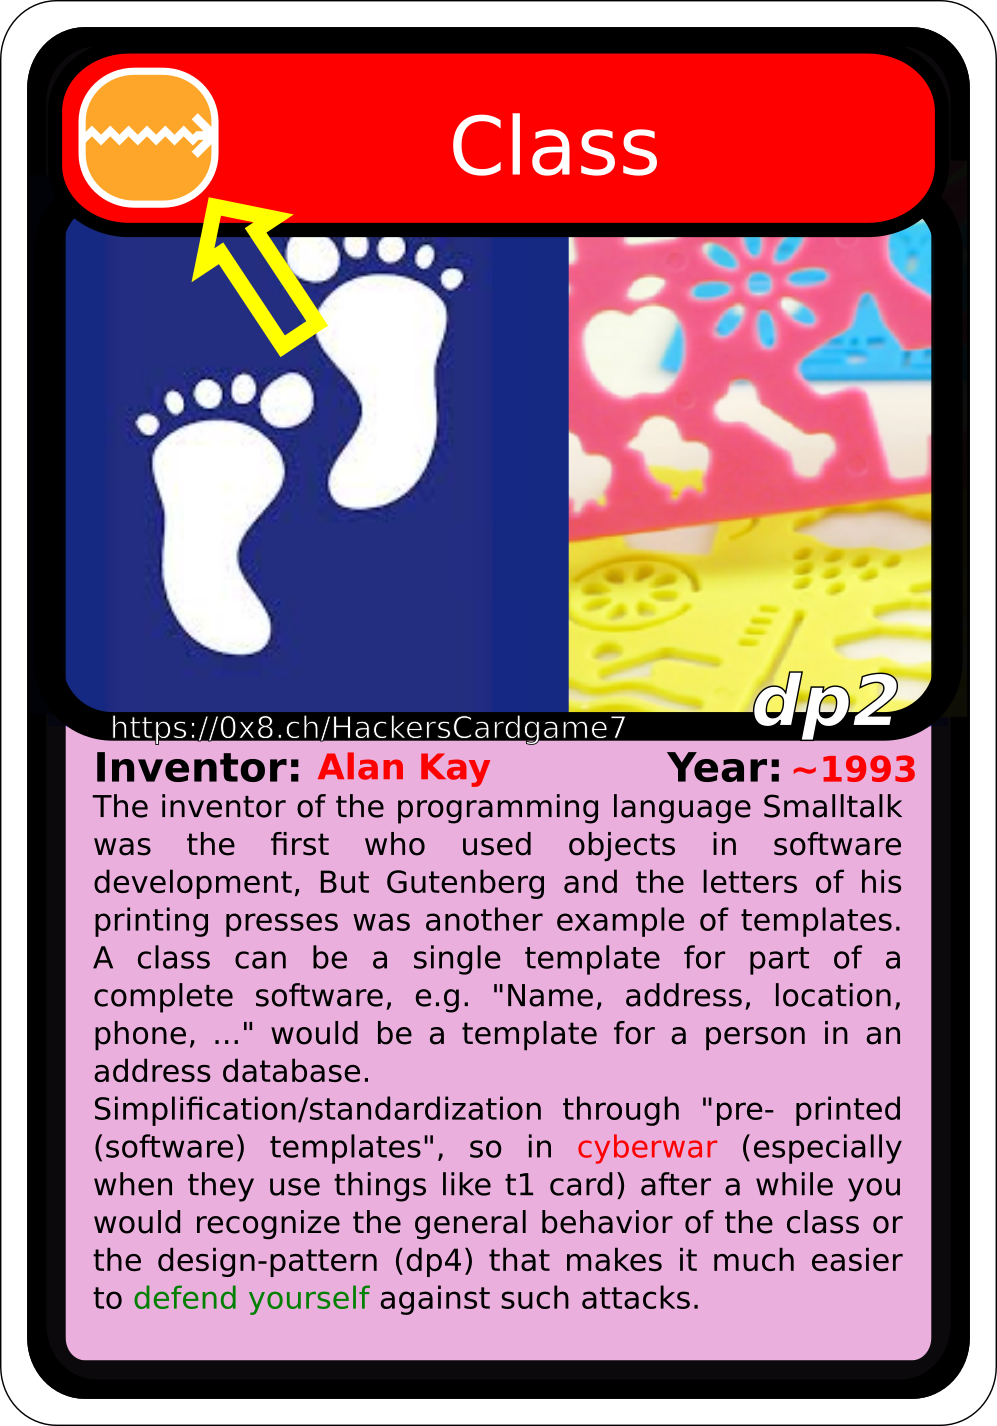 Class
dp2
https://0x8.ch/HackersCardgame7
Inventor: Alan Kay Year: ~1993
The inventor of the programming language Smalltalk
was the first who used objects in software
development, But Gutenberg and the letters of his
printing presses was another example of templates.
A class can be a single template for part of a
complete software, e.g. "Name, address, location,
phone, ..." would be a template for a person in an
address database.
Simplification/standardization through "pre- printed
(software) templates", so in cyberwar (especially
when they use things like t1 card) after a while you
would recognize the general behavior of the class or
the design-pattern (dp4) that makes it much easier
to defend yourself against such attacks.